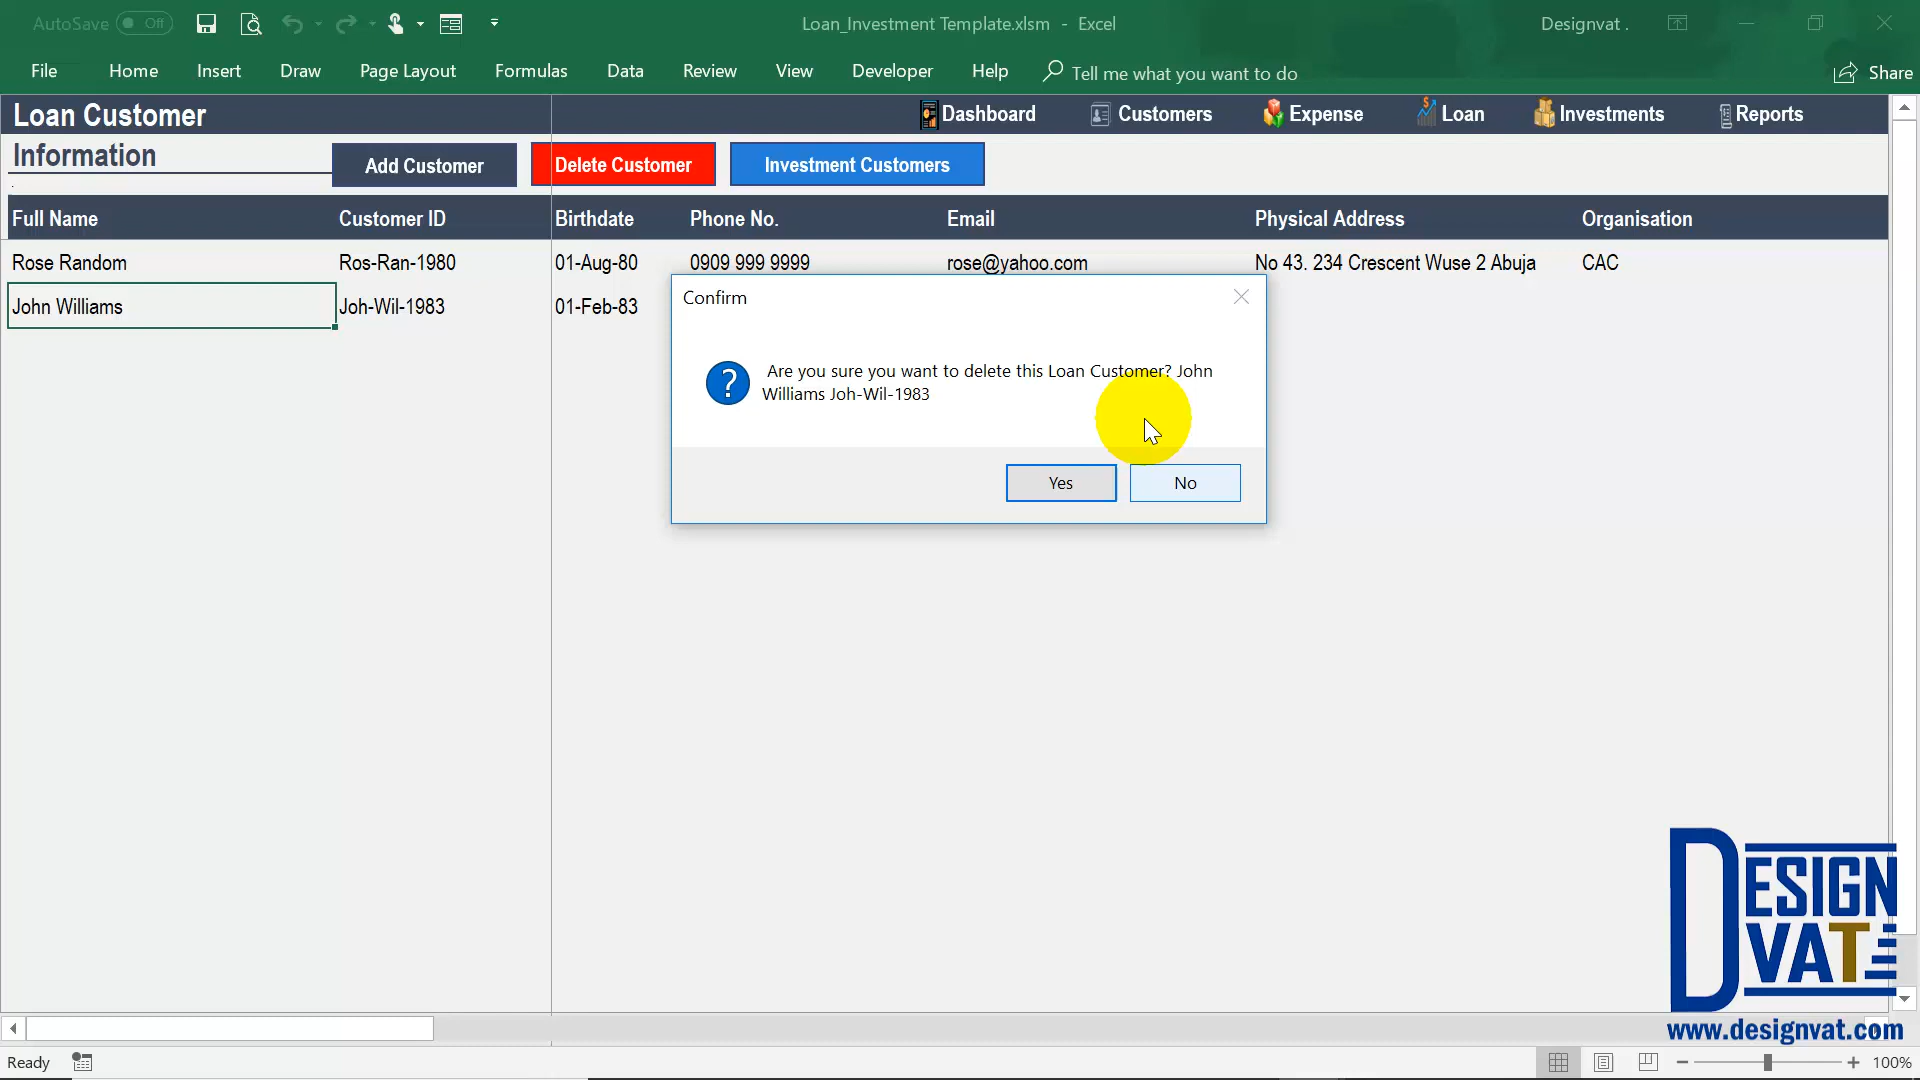 AutoSave Off
Loan_Investment Template.xlsm - Excel
Designvat .
File Home Insert Draw Page Layout Formulas Data Review View Developer Help Tell me what you want to do Share
Loan Customer
Dashboard Customers Expense Loan Investments Reports
Information
Add Customer Delete Customer Investment Customers
.
Full Name Customer ID Birthdate Phone No. Email Physical Address Organisation
Rose Random Ros-Ran-1980 01-Aug-80 0909 999 9999 rose@yahoo.com No 43. 234 Crescent Wuse 2 Abuja CAC
John Williams Joh-Wil-1983 01-Feb-83
Confirm
Are you sure you want to delete this Loan Customer? John
Williams Joh-Wil-1983
Yes No
DESIGN
VAT
www.designvat.com
Ready
100%